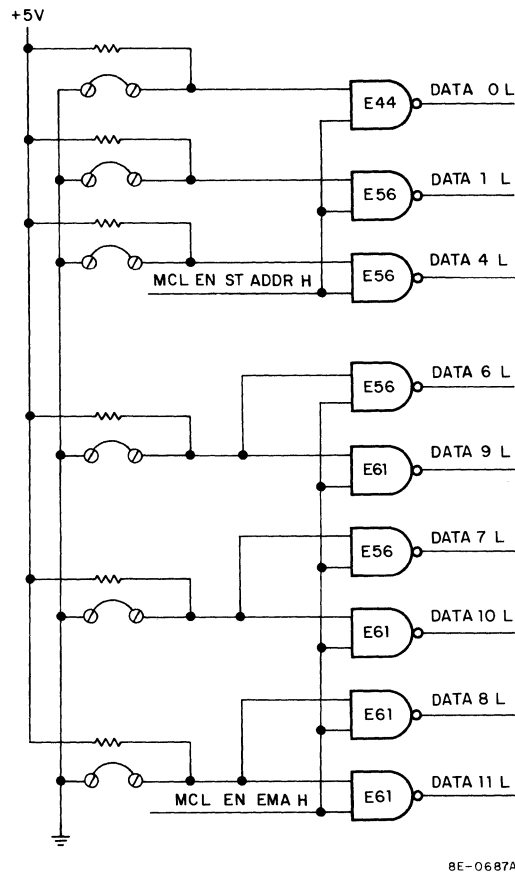 +5V
E44
DATA 0 L
E56
DATA 1 L
E56
DATA 4 L
MCL EN ST ADDR H
E56
DATA 6 L
E61
DATA 9 L
E56
DATA 7 L
E61
DATA 10 L
E61
DATA 8 L
E61
DATA 11 L
MCL EN EMA H
8E-0687A